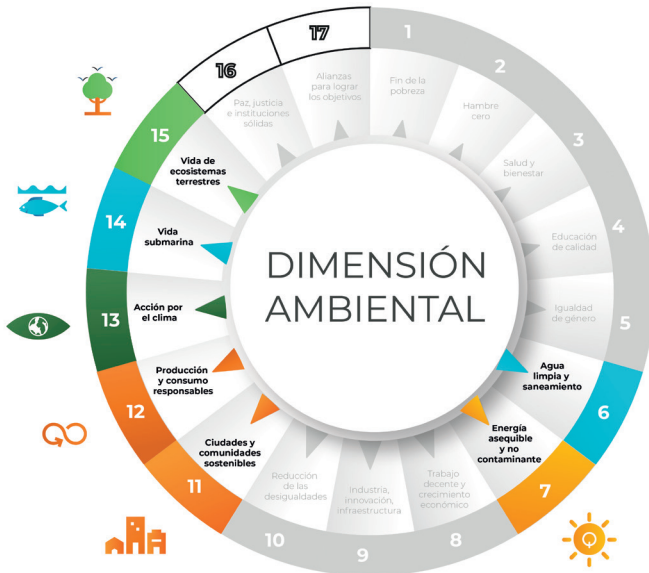 DIMENSIÓN
AMBIENTAL
1
Fin de la
pobreza
2
Hambre
cero
3
Salud y
bienestar
4
Educación
de calidad
5
Igualdad
de género
6
Agua
limpia y
saneamiento
7
Energía
asequible
y no
contaminante
8
Trabajo
decente y
crecimiento
económico
9
Industria,
innovación,
infraestructura
10
Reducción
de las
desigualdades
11
Ciudades y
comunidades
sostenibles
12
Producción
y consumo
responsables
13
Acción por
el clima
14
Vida
submarina
15
Vida de
ecosistemas
terrestres
16
Paz, justicia
e instituciones
sólidas
17
Alianzas
para lograr
los objetivos